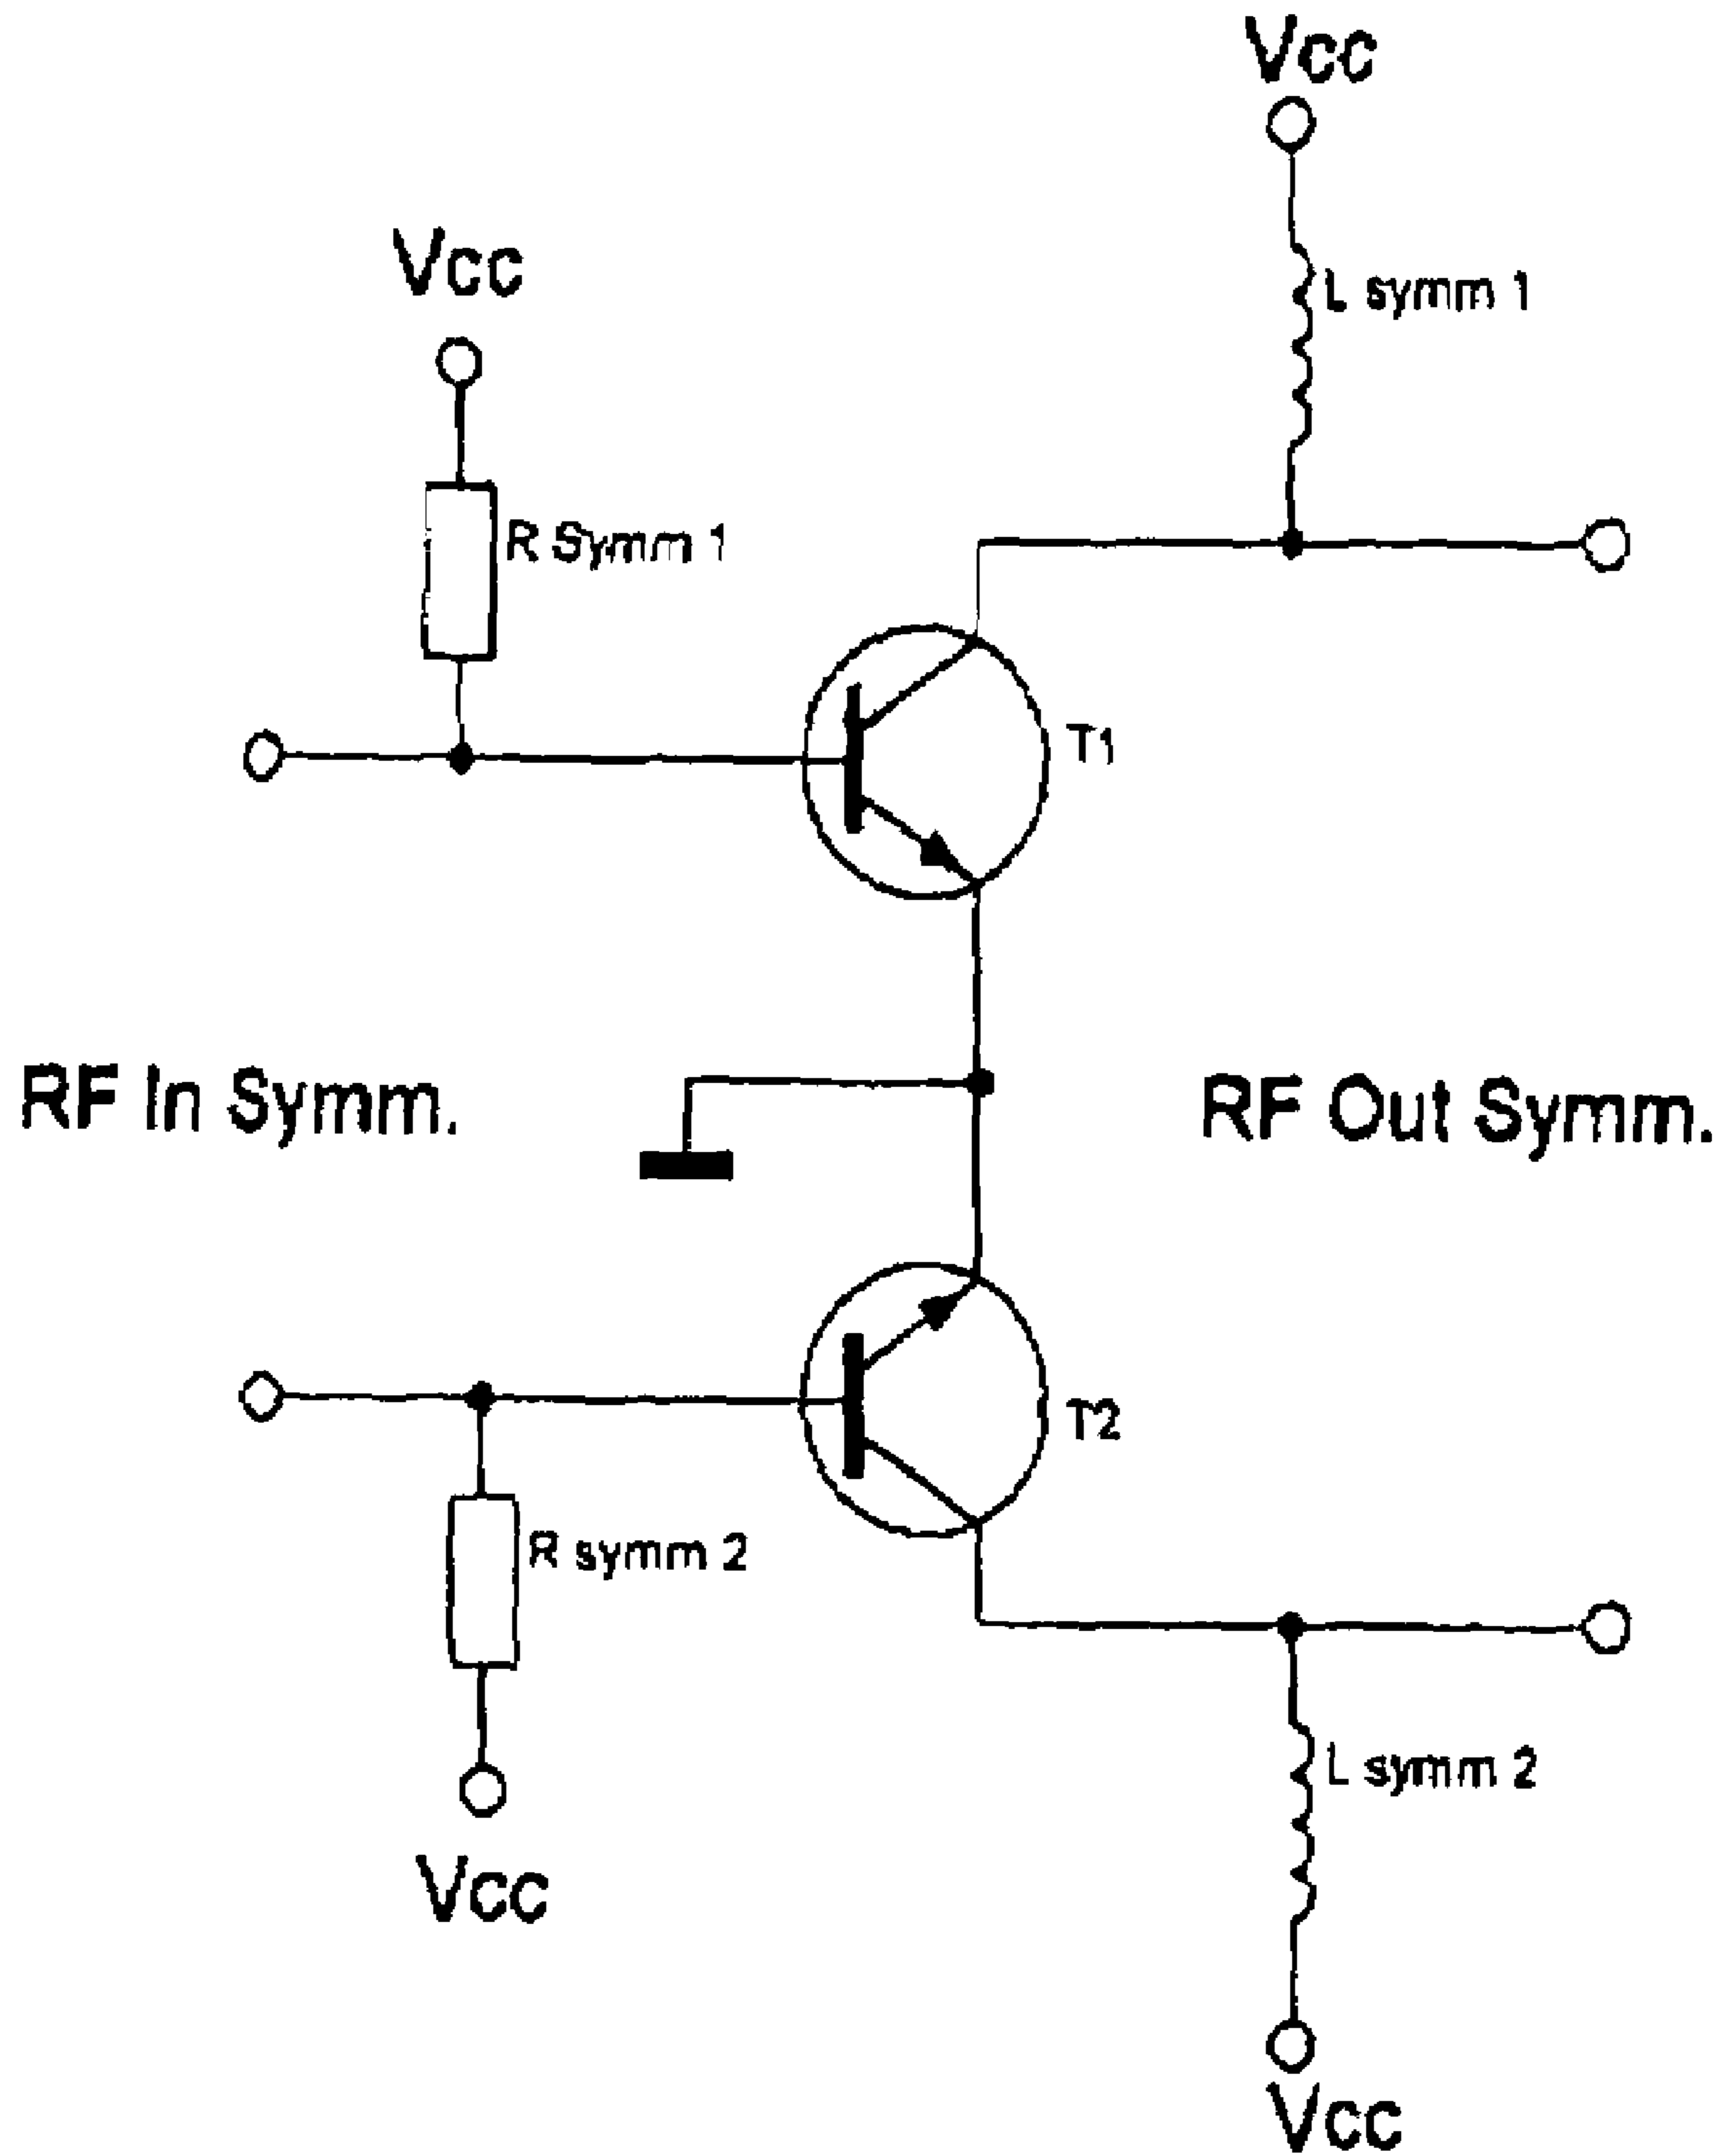 Vcc
Vcc
L symm 1
R Symm 1
T1
RF In Symm.
RF Out Symm.
T2
R symm 2
L symm 2
Vcc
Vcc